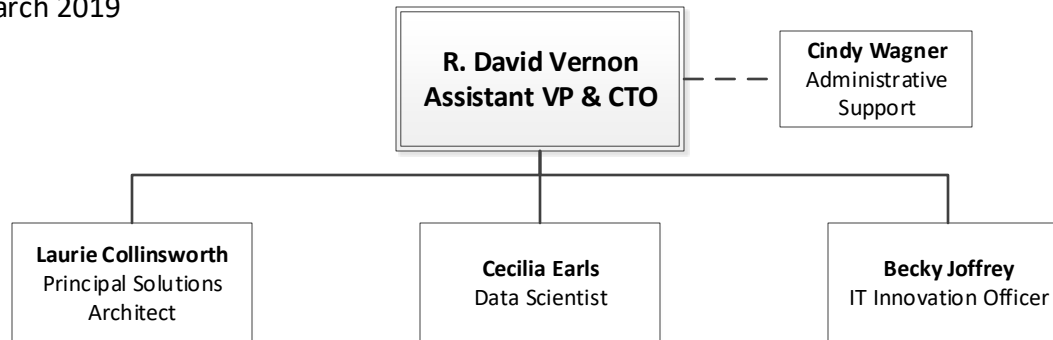 2019
R. David Vernon
Assistant VP & CTO
Cindy Wagner
Administrative
Support
Laurie Collinsworth
Principal Solutions
Architect
Cecilia Earls
Data Scientist
Becky Joffrey
IT Innovation Officer